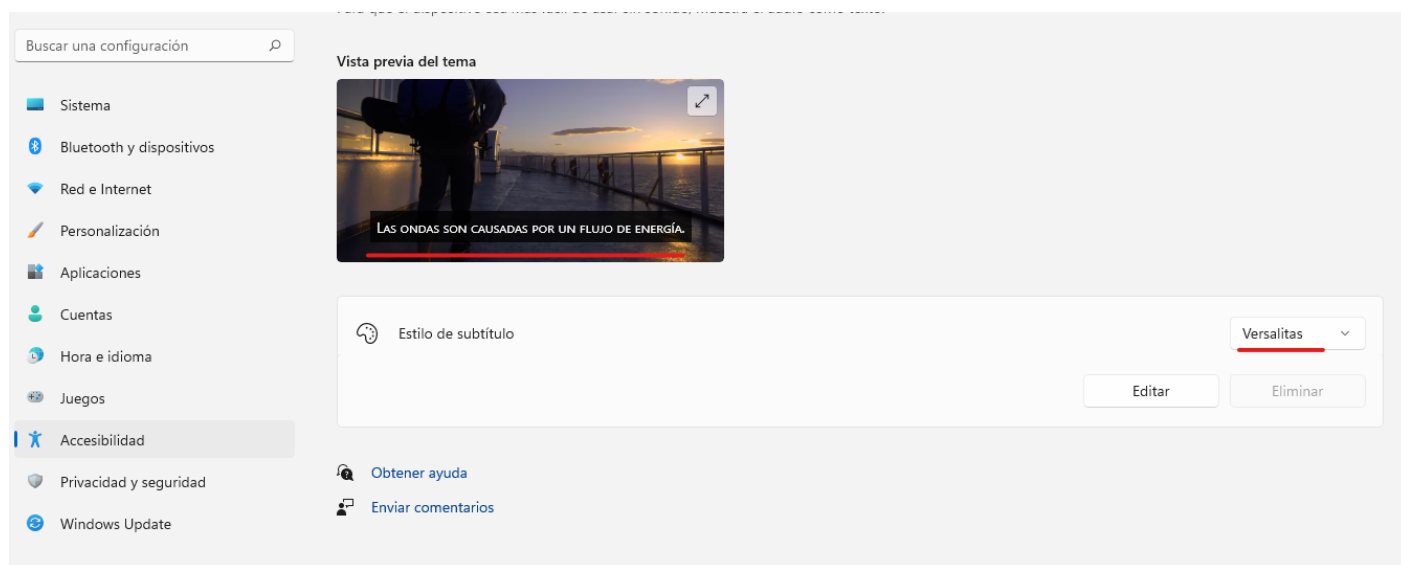 Buscar una configuración
Sistema
Bluetooth y dispositivos
Red e Internet
Personalización
Aplicaciones
Cuentas
Hora e idioma
Juegos
Accesibilidad
Privacidad y seguridad
Windows Update
Vista previa del tema
Las ondas son causadas por un flujo de energía.
Estilo de subtítulo
Versalitas
Editar
Eliminar
Obtener ayuda
Enviar comentarios